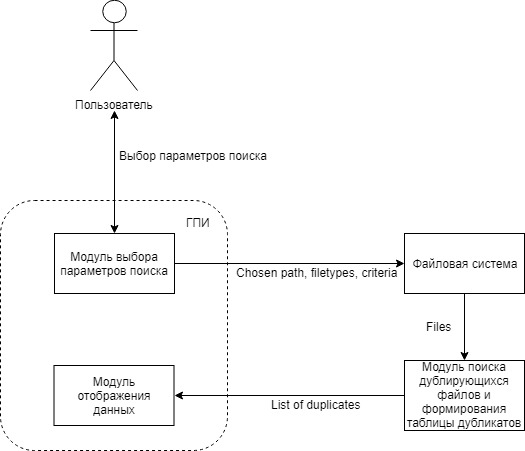 Пользователь
Выбор параметров поиска
ГПИ
Модуль выбора
параметров поиска
Chosen path, filetypes, criteria
Файловая система
Files
Модуль
отображения
данных
List of duplicates
Модуль поиска
дублирующихся
файлов и
формирования
таблицы дубликатов